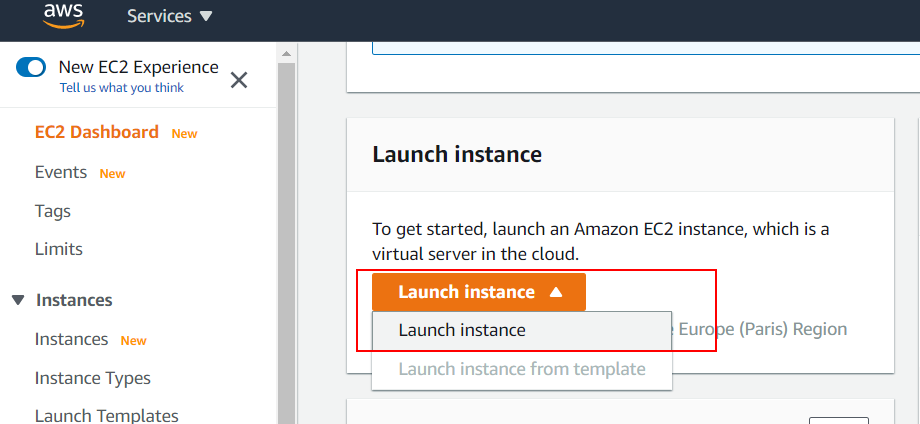 aws
Services
New EC2 Experience
Tell us what you think
EC2 Dashboard New
Events New
Tags
Limits
Instances
Instances New
Instance Types
Launch Templates
Launch instance
To get started, launch an Amazon EC2 instance, which is a
virtual server in the cloud.
Launch instance
Launch instance
Europe (Paris) Region
Launch instance from template